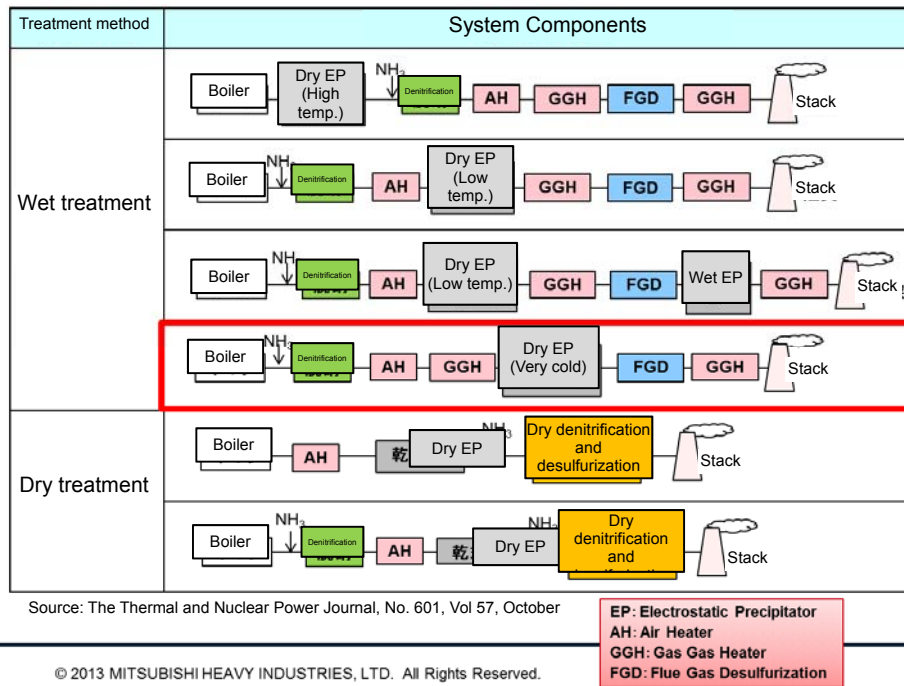 Treatment method
System Components
Wet treatment
Boiler
Dry EP
(High
temp.)
NH3
Denitrification
AH
GGH
FGD
GGH
Stack
Boiler
NH
Denitrification
AH
Dry EP
(Low
temp.)
GGH
FGD
GGH
Stack
Boiler
NH
Denitrification
AH
Dry EP
(Low temp.)
GGH
FGD
Wet EP
GGH
Stack
Boiler
NH3
Denitrification
AH
GGH
Dry EP
(Very cold)
FGD
GGH
Stack
Dry treatment
Boiler
AH
乾
Dry EP
NH3
Dry denitrification
and
desulfurization
Stack
Boiler
NH3
Denitrification
AH
乾
Dry EP
NH3
Dry
denitrification
and
Stack
Source: The Thermal and Nuclear Power Journal, No. 601, Vol 57, October
EP: Electrostatic Precipitator
AH: Air Heater
GGH: Gas Gas Heater
FGD: Flue Gas Desulfurization
© 2013 MITSUBISHI HEAVY INDUSTRIES, LTD. All Rights Reserved.